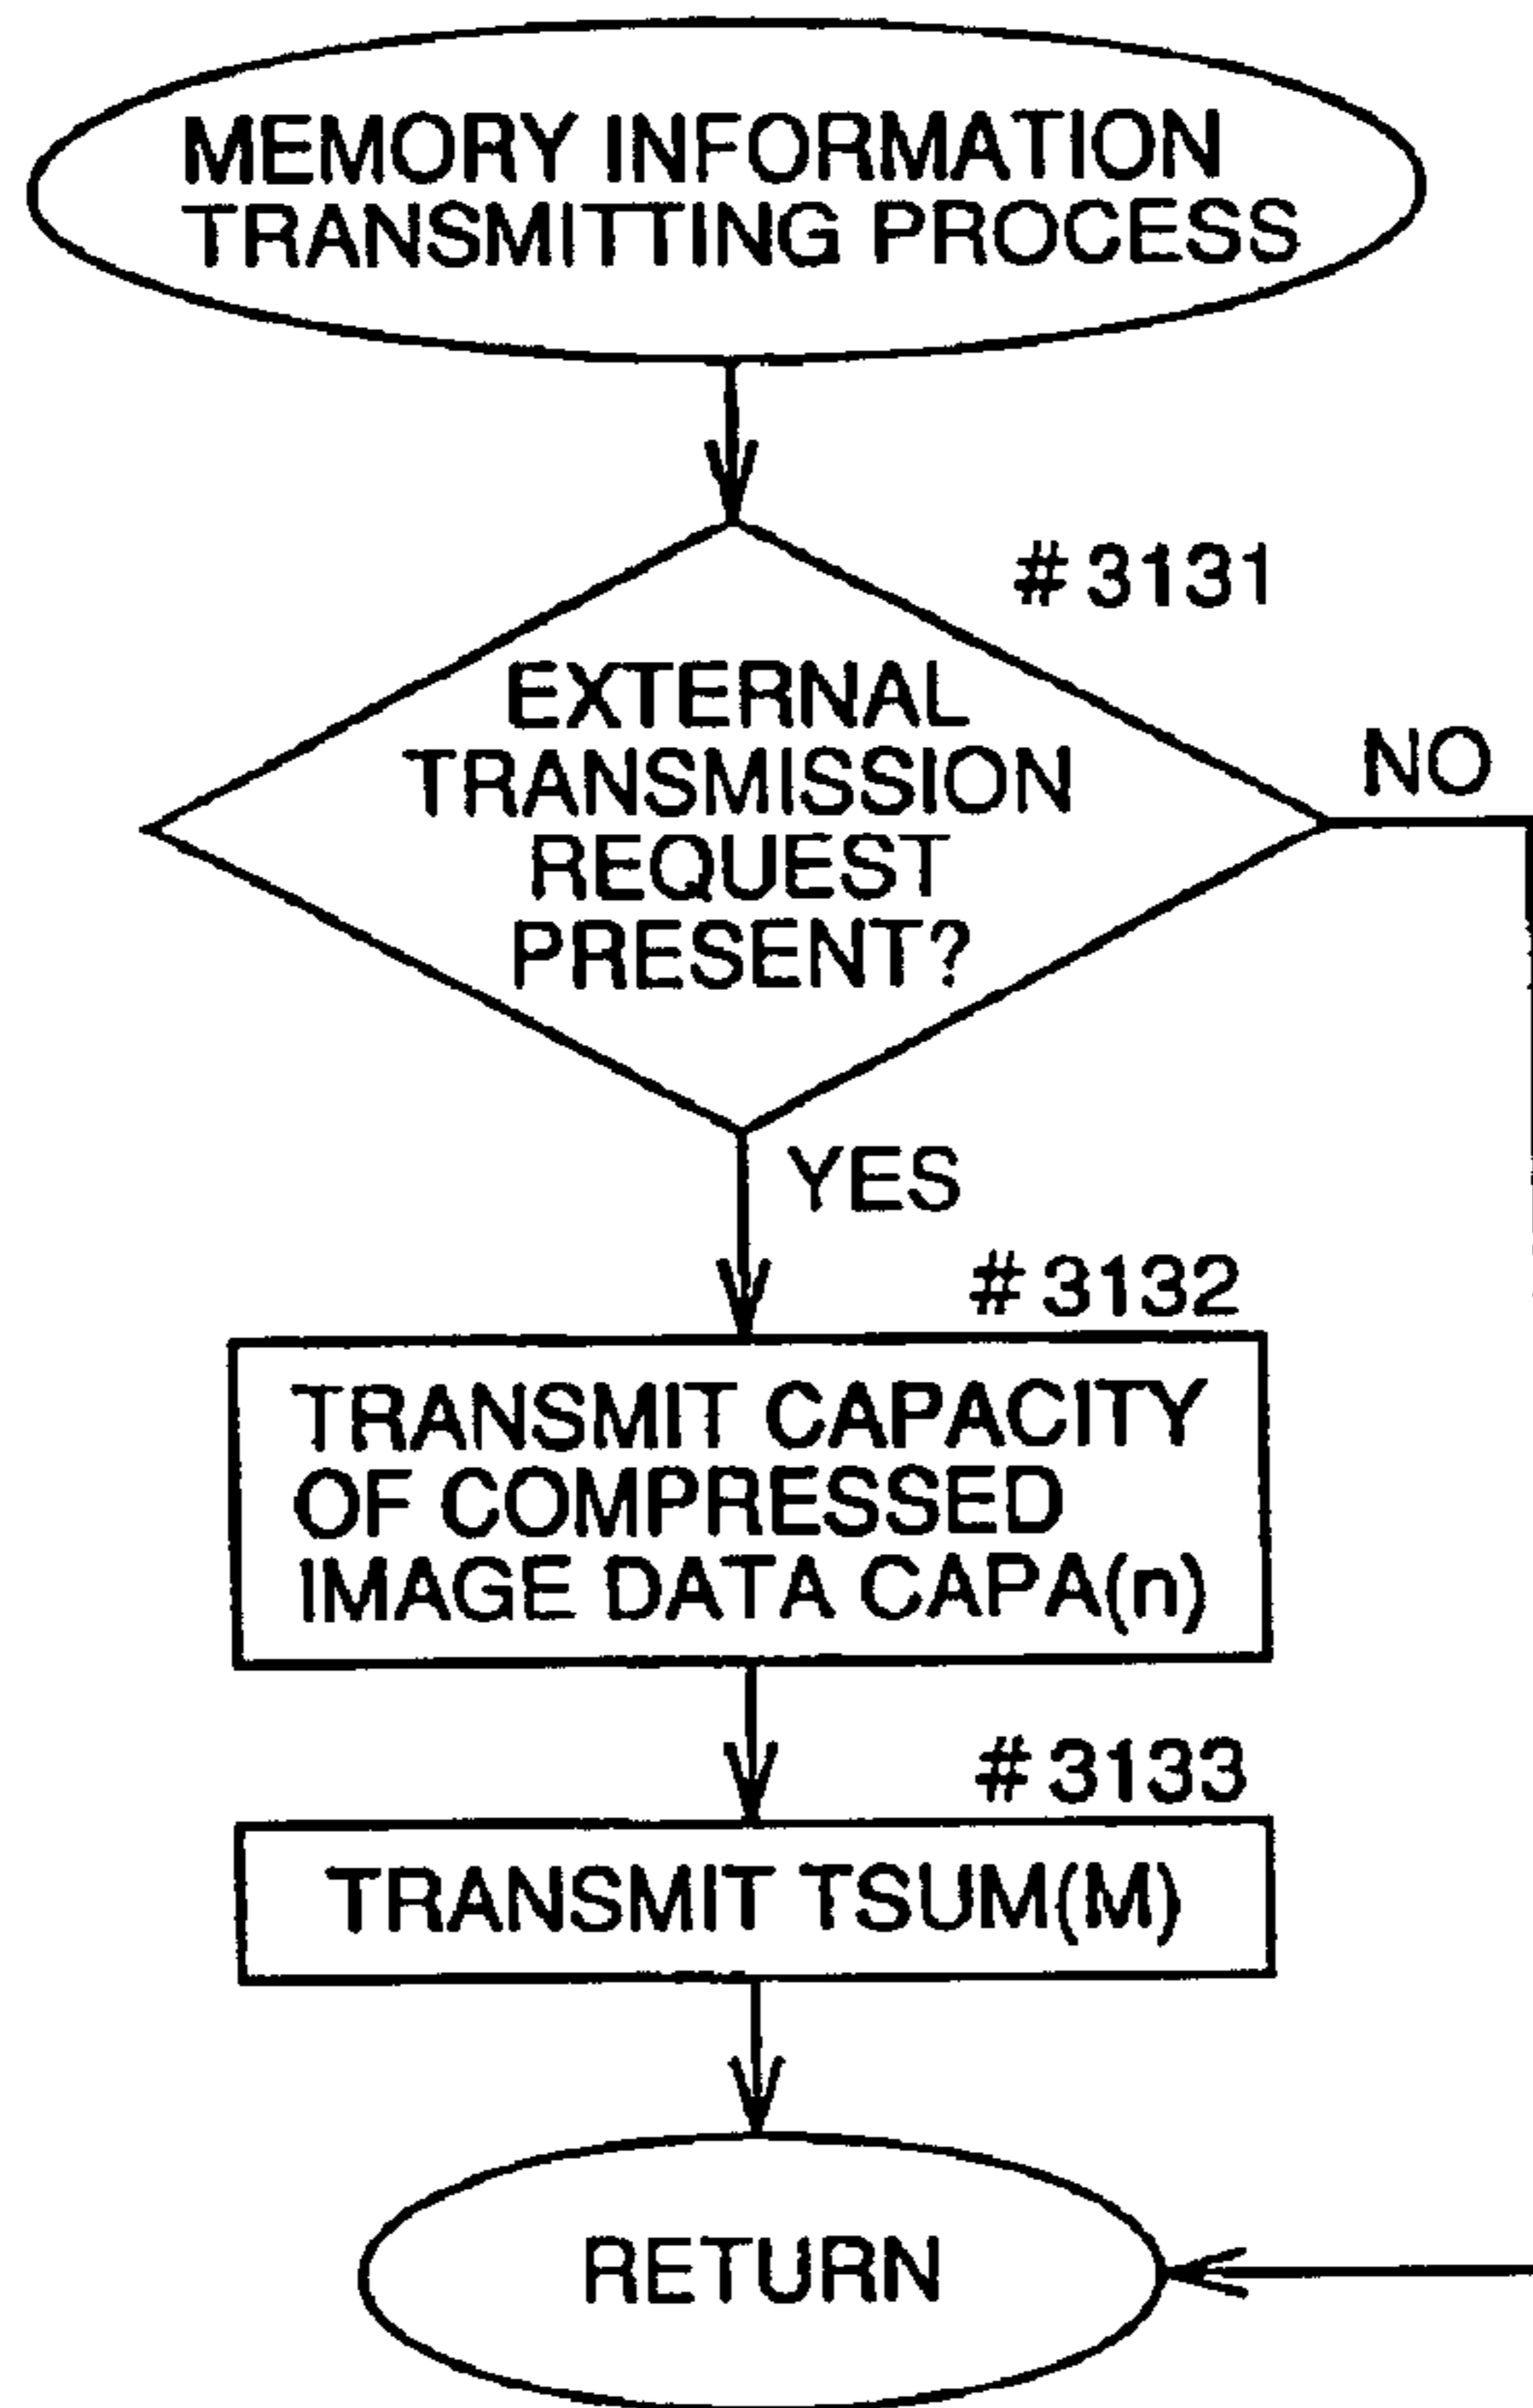 MEMORY INFORMATION
TRANSMITTING PROCESS
# 3131
EXTERNAL
TRANSMISSION
REQUEST
PRESENT?
NO
YES
# 3132
TRANSMIT CAPACITY
OF COMPRESSED
IMAGE DATA CAPA(n)
# 3133
TRANSMIT TSUM(M)
RETURN